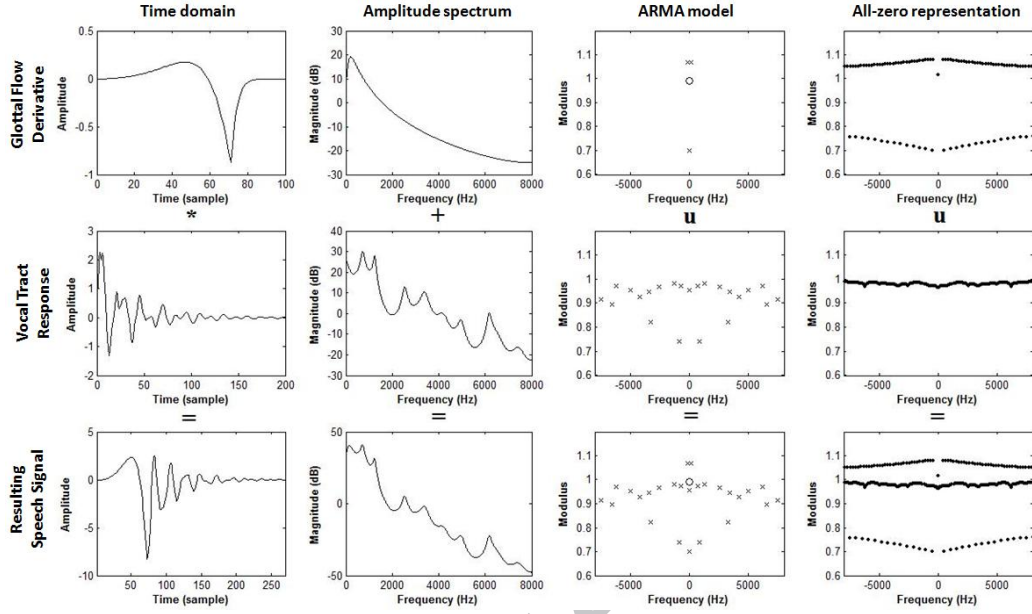 Time domain
Amplitude spectrum
ARMA model
All-zero representation
Glottal Flow
Derivative
Amplitude
0.5
0
-0.5
-1
0 20 40 60 80 100
Time (sample)
Magnitude (dB)
30
20
10
0
-10
-20
-30
0 2000 4000 6000 8000
Frequency (Hz)
Modulus
1.1
1
0.9
0.8
0.7
0.6
-5000 0 5000
Frequency (Hz)
Modulus
1.1
1
0.9
0.8
0.7
0.6
-5000 0 5000
Frequency (Hz)
* + u u
Vocal Tract
Response
Amplitude
3
2
1
0
-1
-2
0 50 100 150 200
Time (sample)
Magnitude (dB)
40
30
20
10
0
-10
-20
-30
0 2000 4000 6000 8000
Frequency (Hz)
Modulus
1.1
1
0.9
0.8
0.7
0.6
-5000 0 5000
Frequency (Hz)
Modulus
1.1
1
0.9
0.8
0.7
0.6
-5000 0 5000
Frequency (Hz)
= = = =
Resulting
Speech Signal
Amplitude
5
0
-5
-10
50 100 150 200 250
Time (sample)
Magnitude (dB)
50
0
-50
0 2000 4000 6000 8000
Frequency (Hz)
Modulus
1.1
1
0.9
0.8
0.7
0.6
-5000 0 5000
Frequency (Hz)
Modulus
1.1
1
0.9
0.8
0.7
0.6
-5000 0 5000
Frequency (Hz)